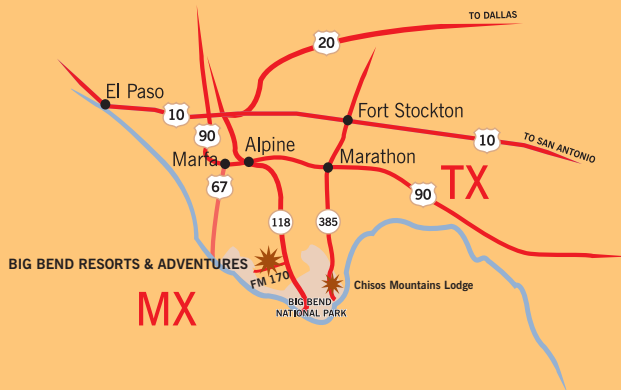 TO DALLAS
20
El Paso
10
Fort Stockton
90
10
TO SAN ANTONIO
Alpine
Marfa
Marathon
TX
67
90
118
385
BIG BEND RESORTS & ADVENTURES
FM 170
Chisos Mountains Lodge
MX
BIG BEND
NATIONAL PARK